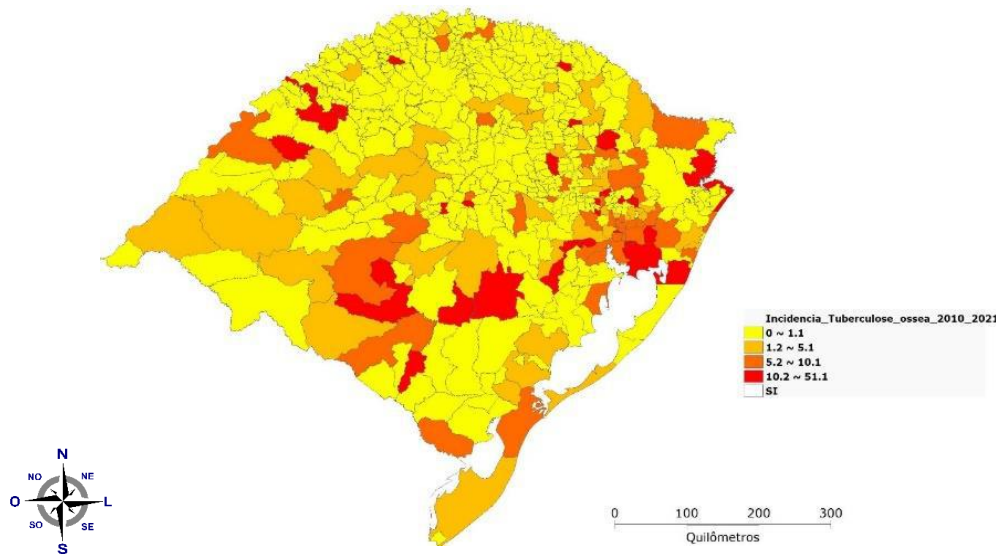 Incidencia_Tuberculose_ossea_2010_2021
0 ~ 1.1
1.2 ~ 5.1
5.2 ~ 10.1
10.2 ~ 51.1
SI
N
NO NE
O L
SO SE
S
0 100 200 300
Quilômetros